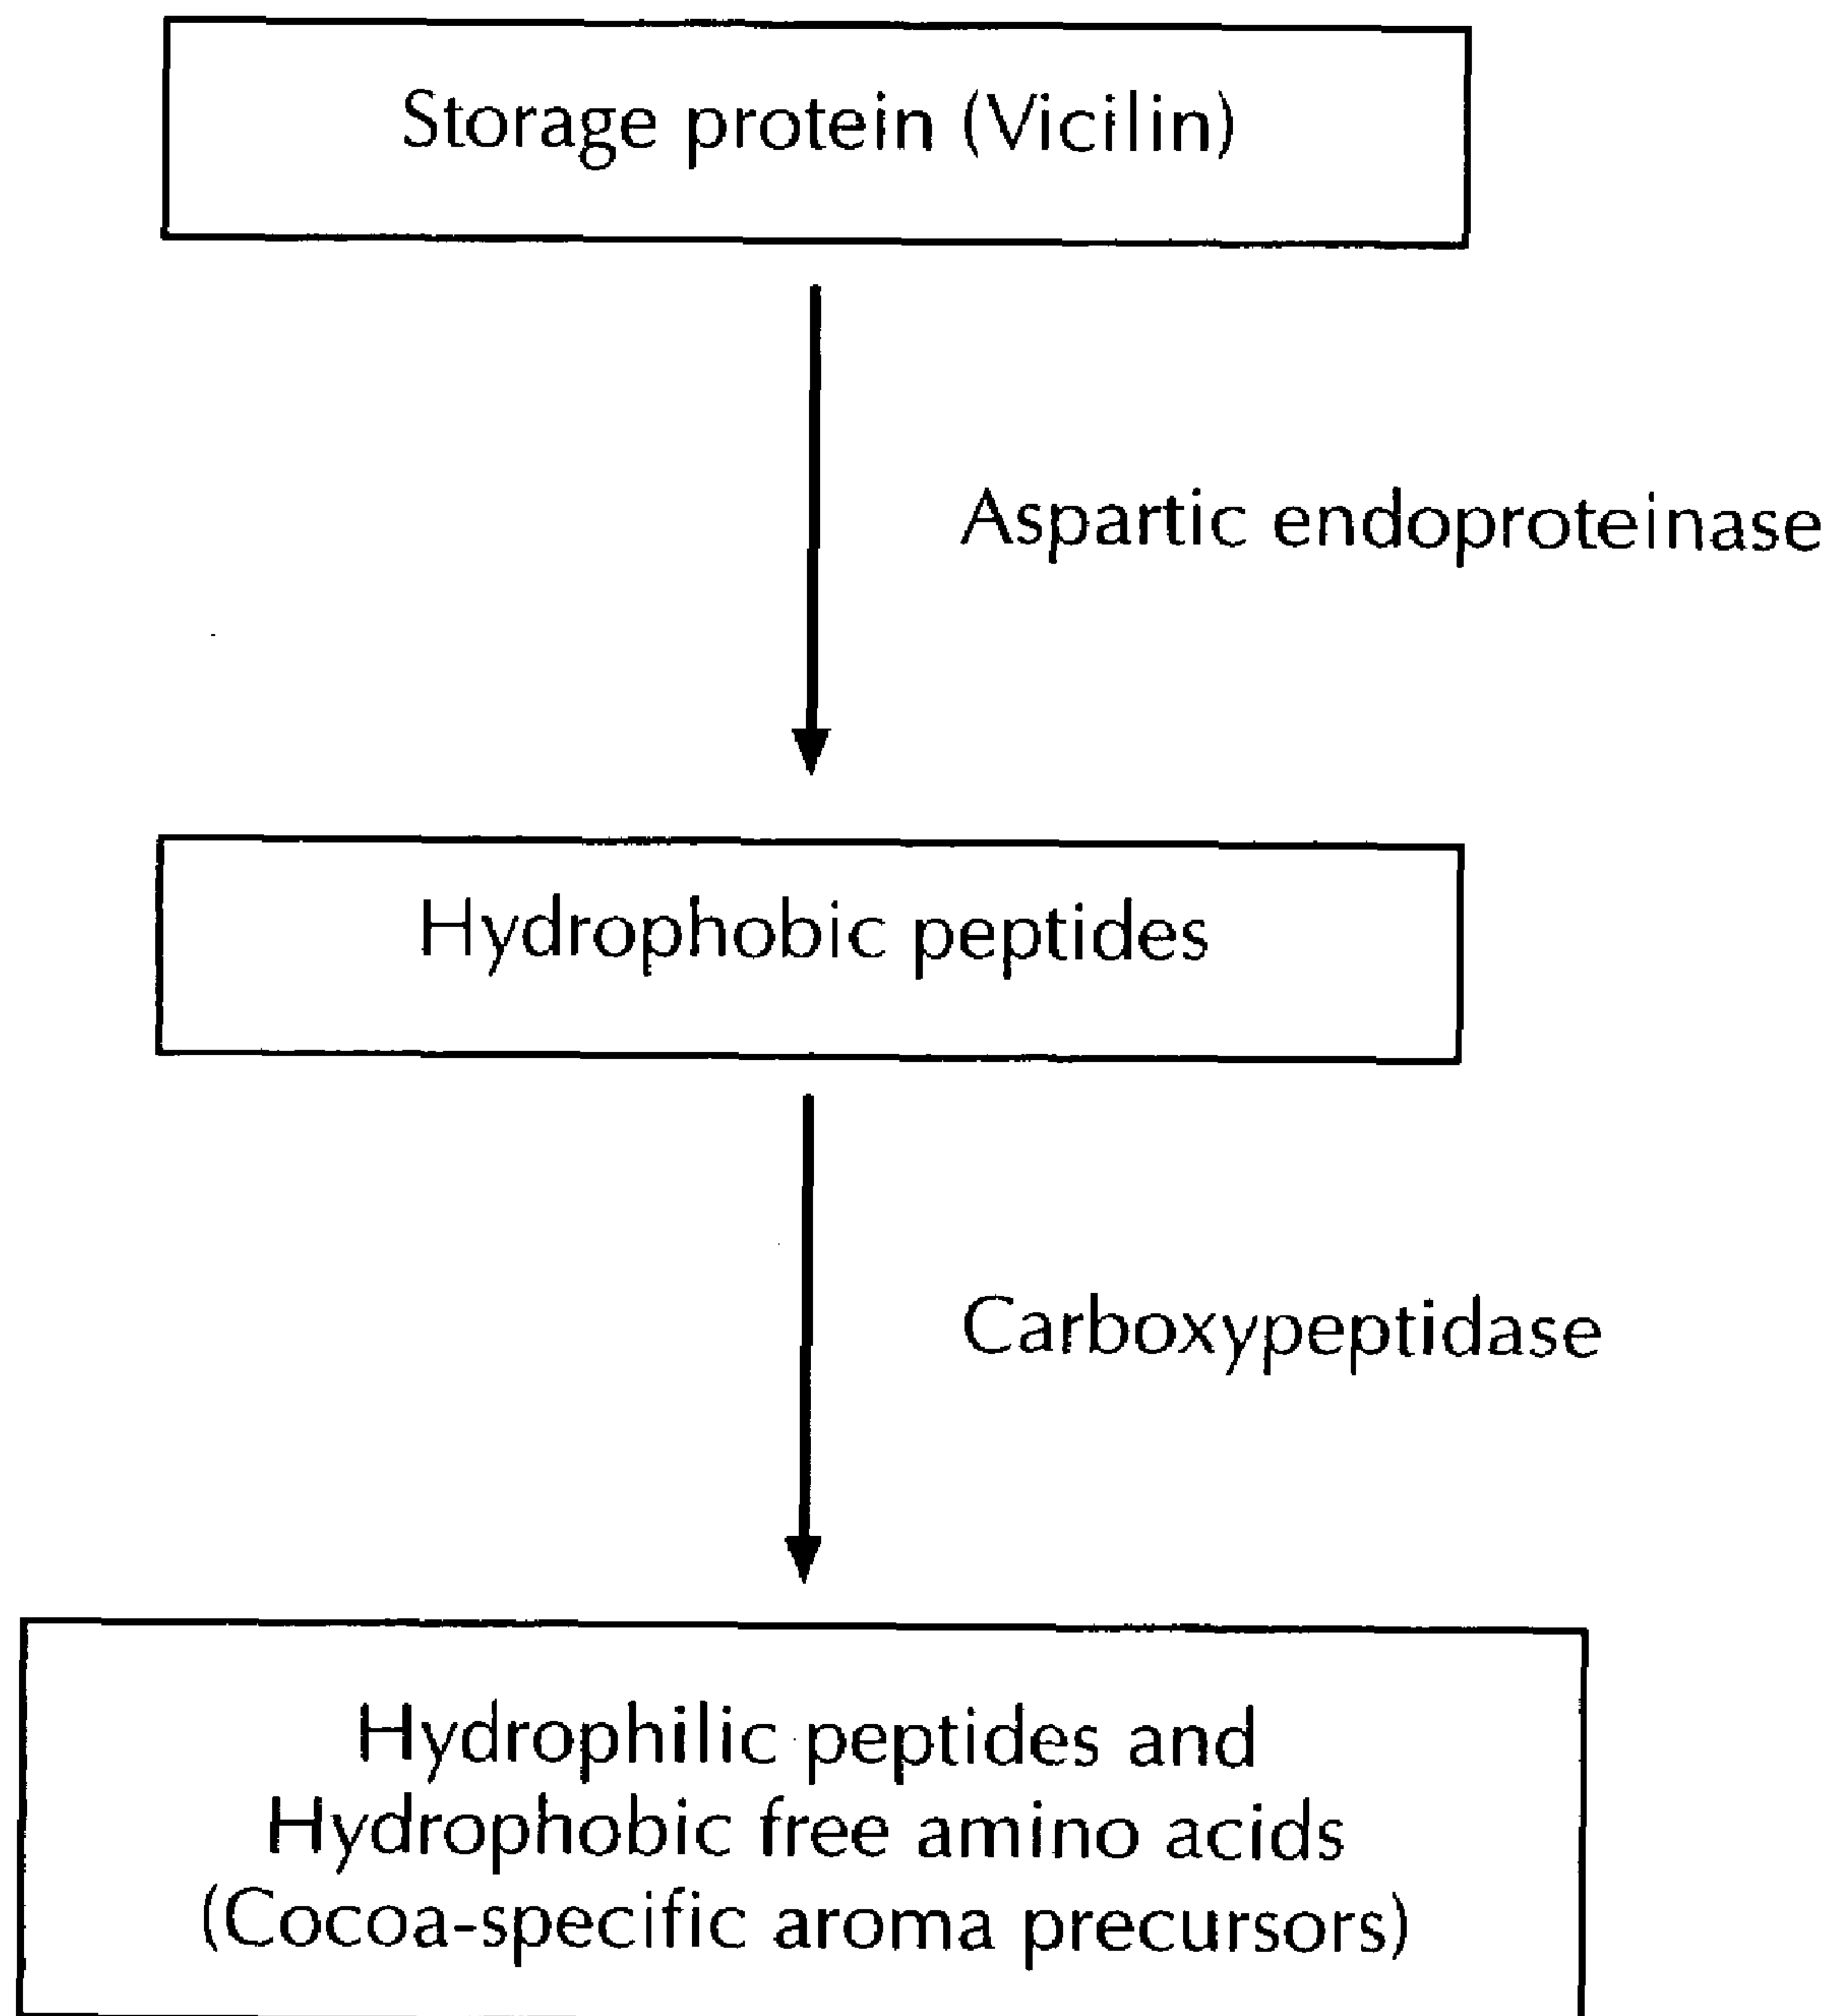 Storage protein (Vicilin)
Aspartic endoproteinase
Hydrophobic peptides
Carboxypeptidase
Hydrophilic peptides and
Hydrophobic free amino acids
(Cocoa-specific aroma precursors)